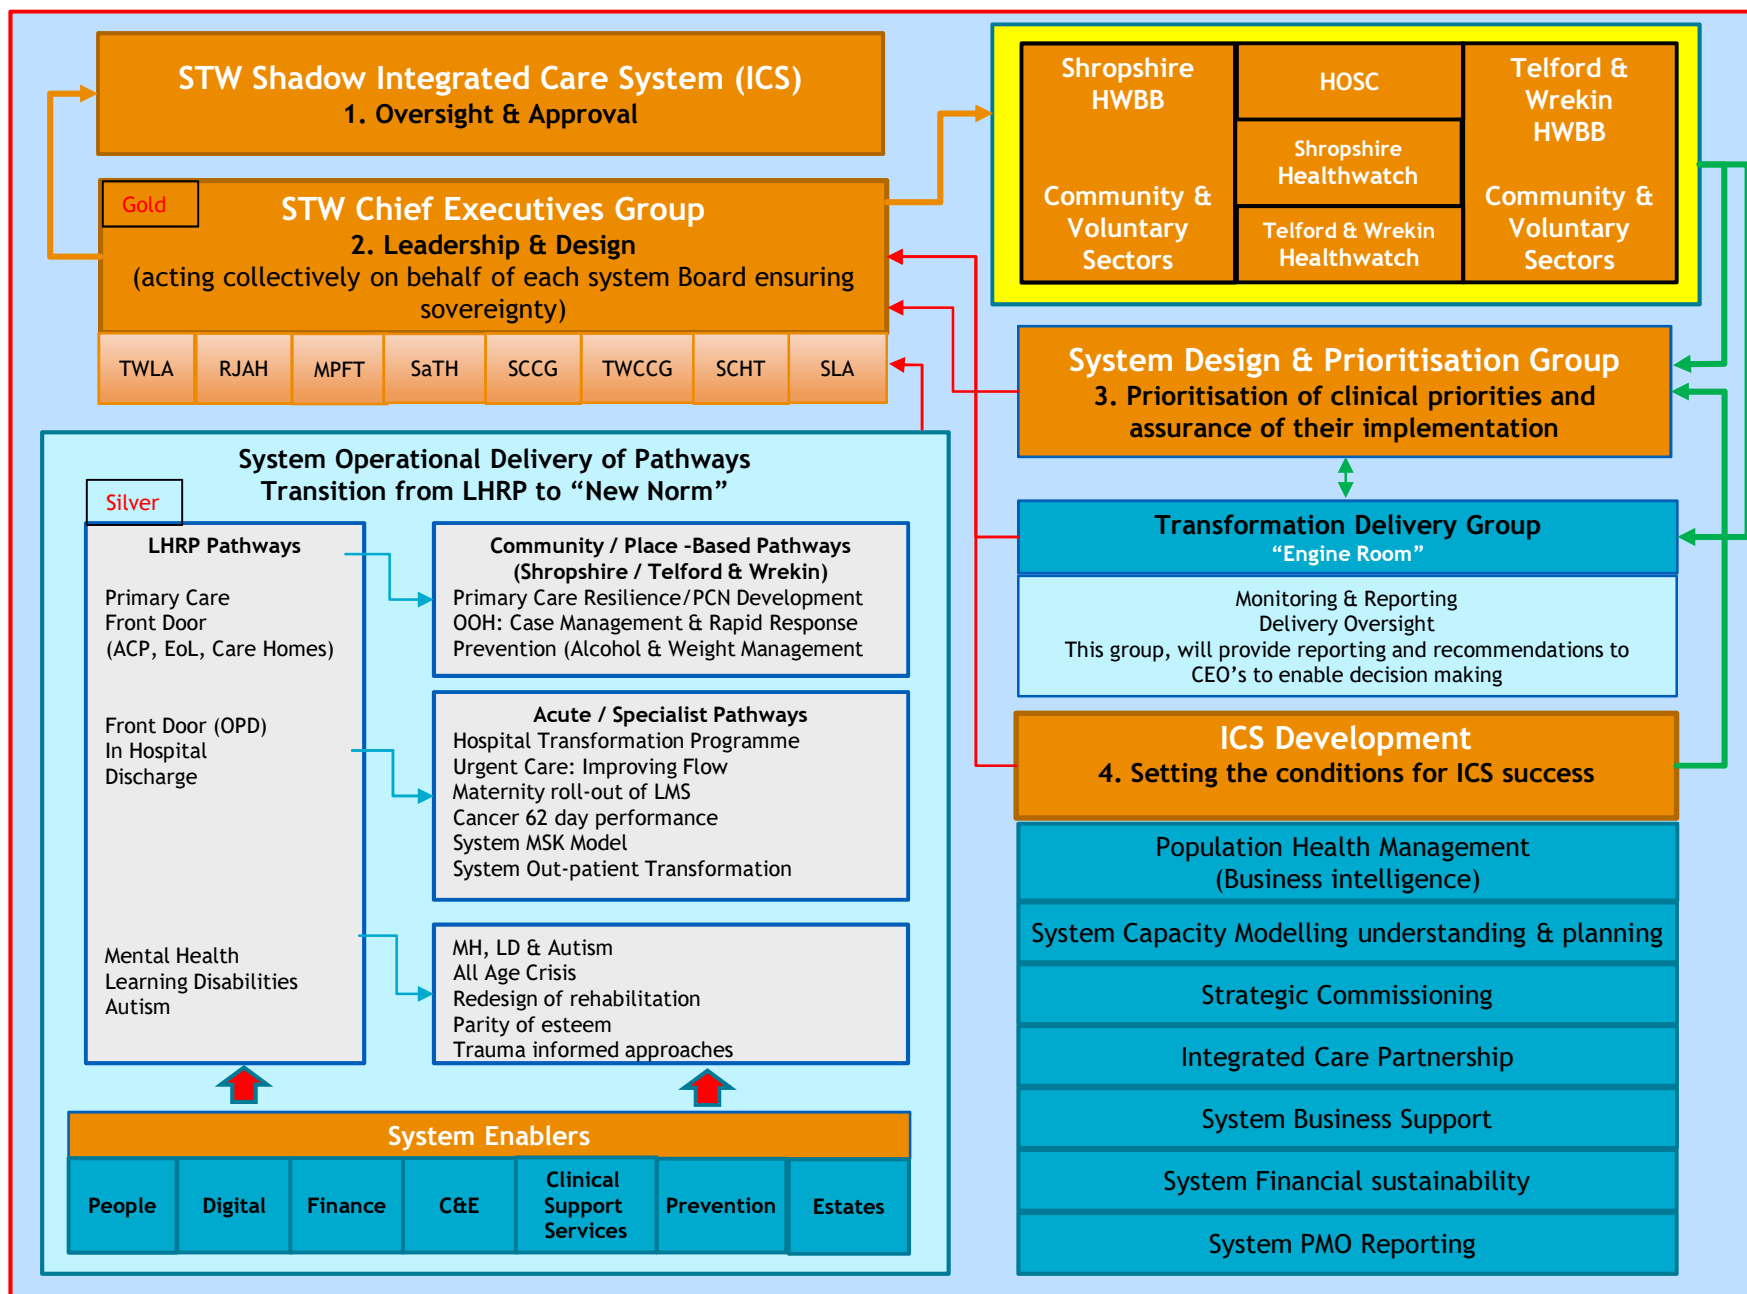 STW Shadow Integrated Care System (ICS)
1. Oversight & Approval
Gold
STW Chief Executives Group
2. Leadership & Design
(acting collectively on behalf of each system Board ensuring
sovereignty)
TWLA
RJAH
MPFT
SaTH
SCCG
TWCCG
SCHT
SLA
Shropshire
HWBB
Community &
Voluntary
Sectors
HOSC
Shropshire
Healthwatch
Telford & Wrekin
Healthwatch
Telford &
Wrekin
HWBB
Community &
Voluntary
Sectors
System Design & Prioritisation Group
3. Prioritisation of clinical priorities and
assurance of their implementation
Transformation Delivery Group
“Engine Room”
Monitoring & Reporting
Delivery Oversight
This group, will provide reporting and recommendations to
CEO’s to enable decision making
ICS Development
4. Setting the conditions for ICS success
Population Health Management
(Business intelligence)
System Capacity Modelling understanding & planning
Strategic Commissioning
Integrated Care Partnership
System Business Support
System Financial sustainability
System PMO Reporting
System Operational Delivery of Pathways
Transition from LHRP to “New Norm”
Silver
LHRP Pathways
Primary Care
Front Door
(ACP, EoL, Care Homes)
Front Door (OPD)
In Hospital
Discharge
Mental Health
Learning Disabilities
Autism
Community / Place -Based Pathways
(Shropshire / Telford & Wrekin)
Primary Care Resilience/PCN Development
OOH: Case Management & Rapid Response
Prevention (Alcohol & Weight Management
Acute / Specialist Pathways
Hospital Transformation Programme
Urgent Care: Improving Flow
Maternity roll-out of LMS
Cancer 62 day performance
System MSK Model
System Out-patient Transformation
MH, LD & Autism
All Age Crisis
Redesign of rehabilitation
Parity of esteem
Trauma informed approaches
System Enablers
People
Digital
Finance
C&E
Clinical
Support
Services
Prevention
Estates